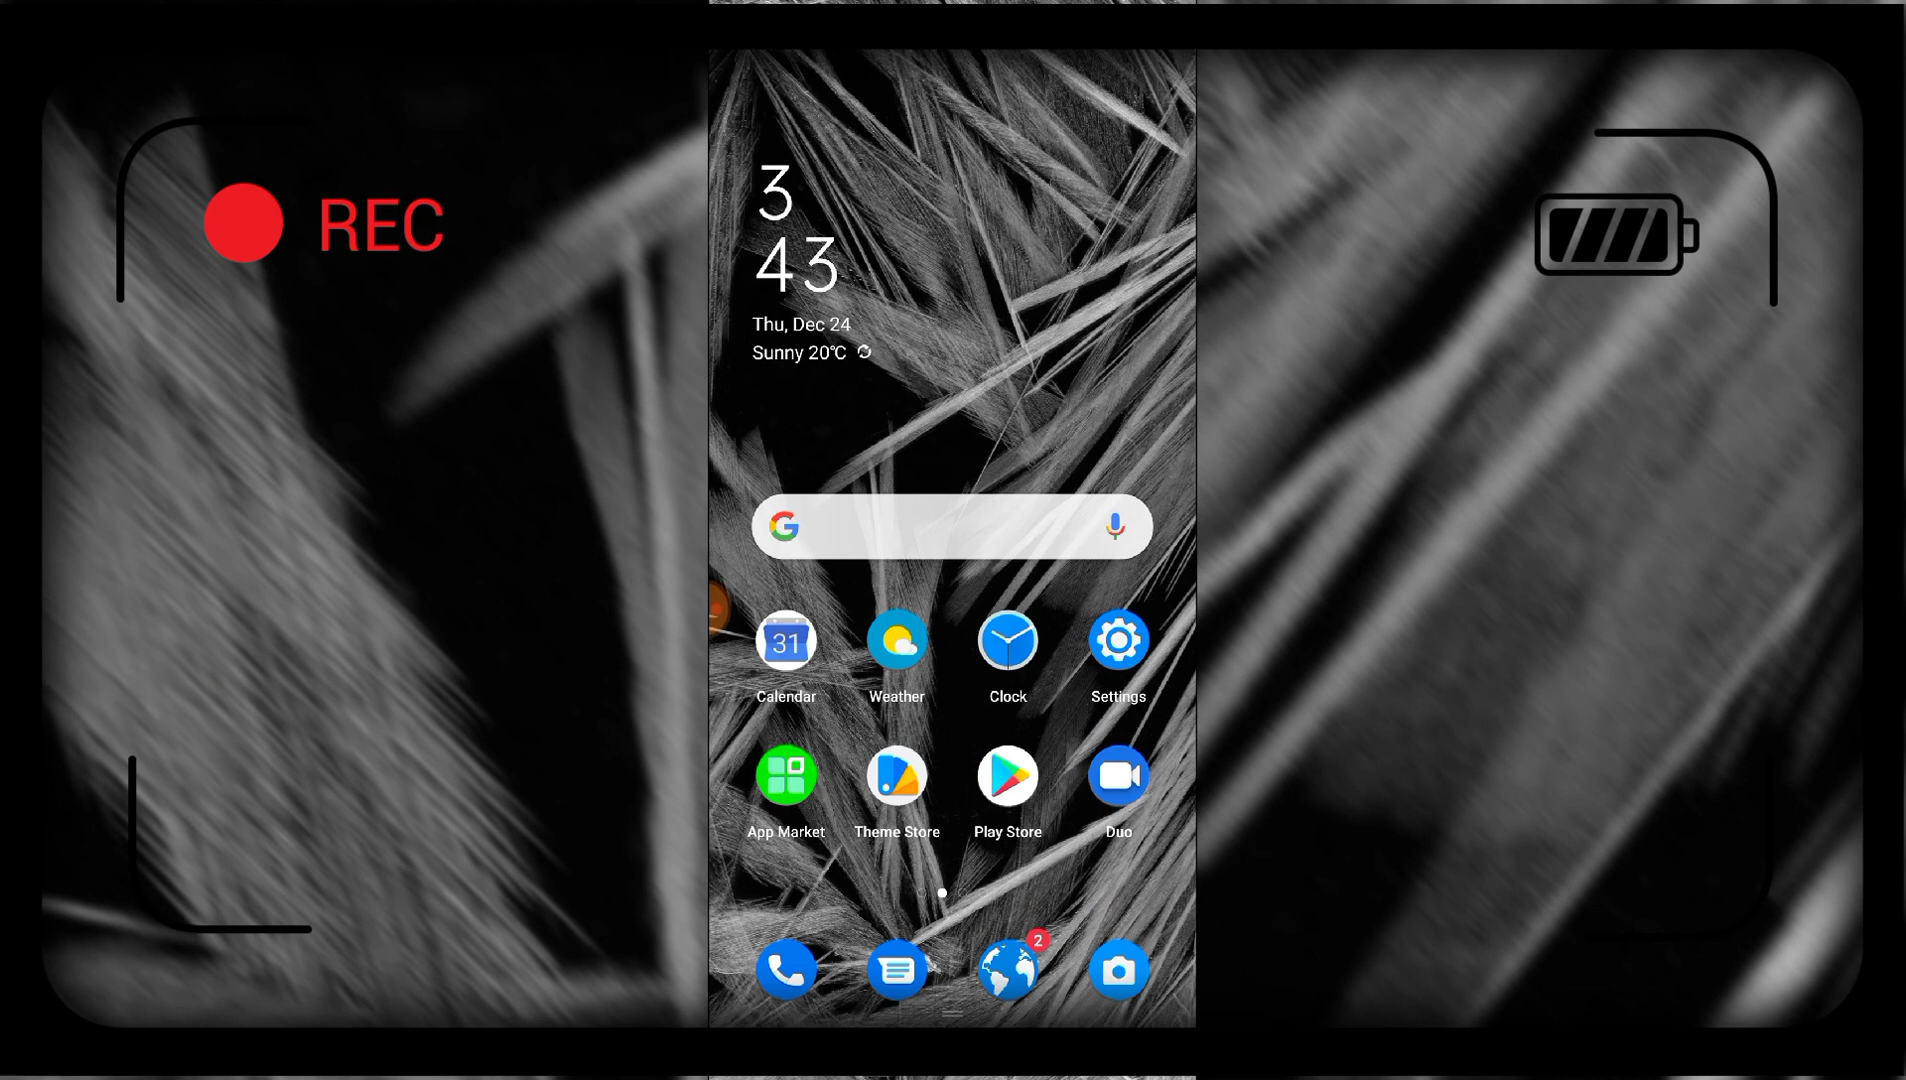 REC
3
43
Thu, Dec 24
Sunny 20℃
G
31
Calendar
Weather
Clock
Settings
App Market
Theme Store
Play Store
Duo
2